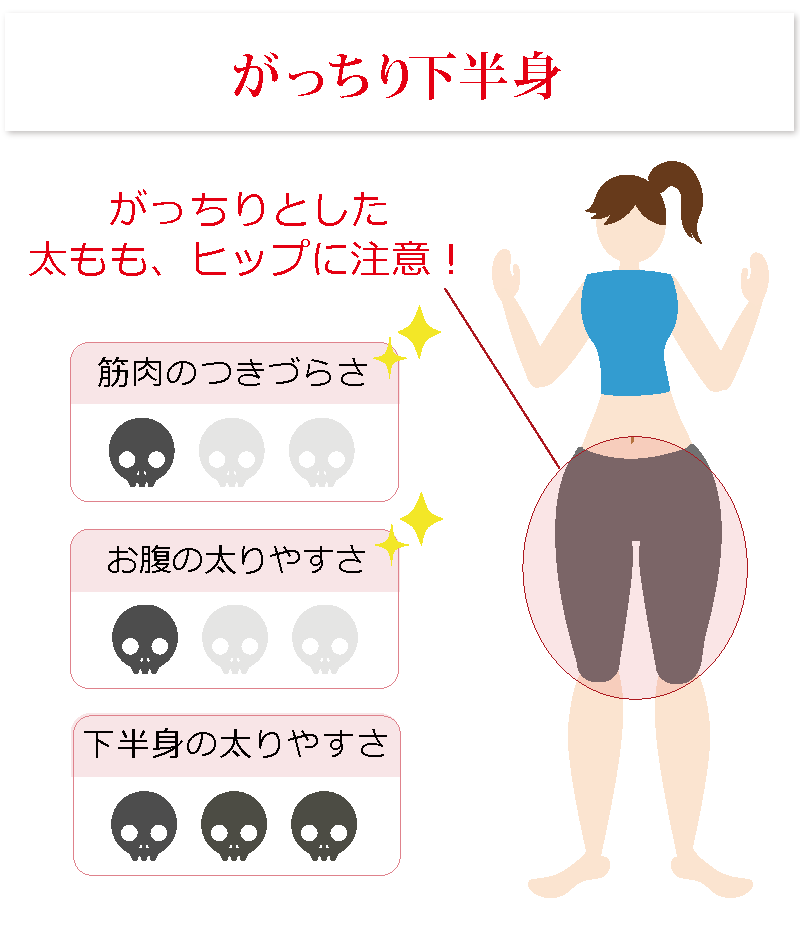 がっちり下半身
がっちりとした
太もも、ヒップに注意！
筋肉のつきづらさ
お腹の太りやすさ
下半身の太りやすさ